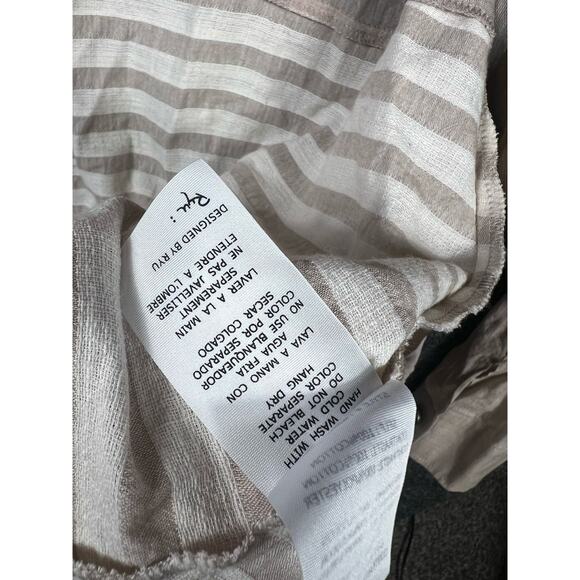 HAND WASH WITH
COLD WATER
DO NOT BLEACH
COLOR SEPARATE
HANG DRY
LAVA A MANO CON
AGUA FRIA
NO USE BLANQUEADOR
COLOR POR SEPARADO
SECAR COLGADO
LAVER A LA MAIN
SEPAREMENT
NE PAS JAVELLISER
ETENDRE A L'OMBRE
DESIGNED BY RYU
Ryu: